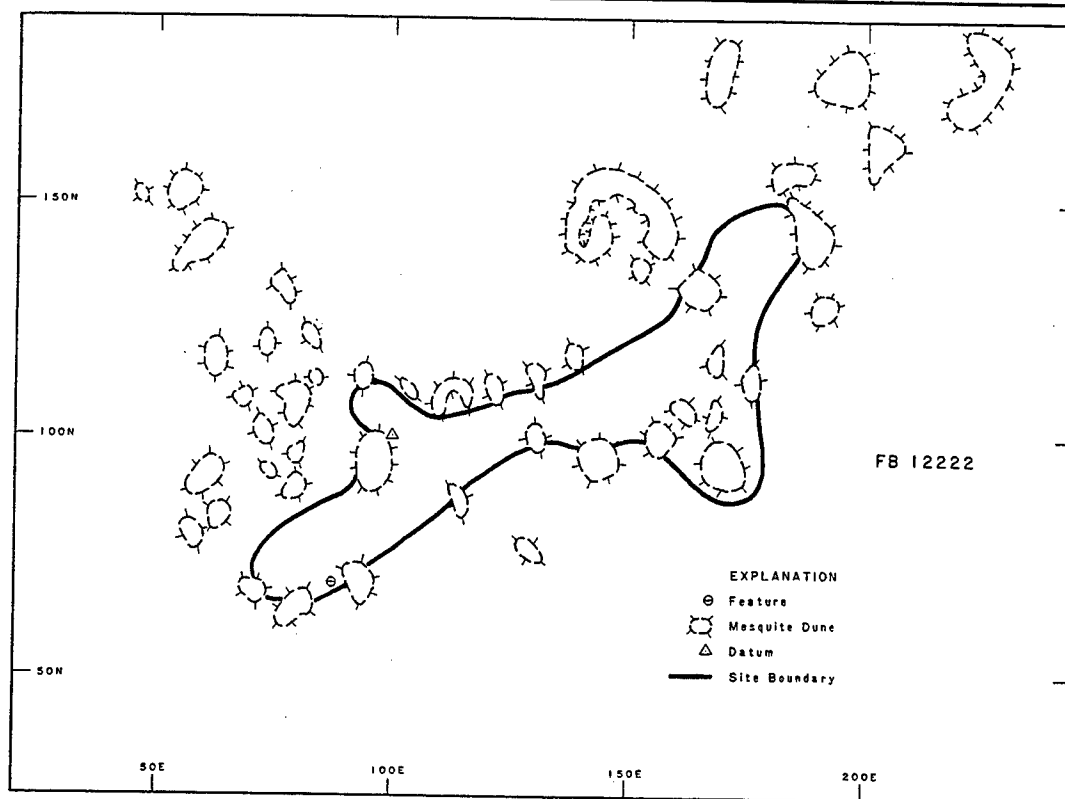 150N
100N
FB 12222
EXPLANATION
Feature
Mesquite Dune
Datum
Site Boundary
50N
50E
100E
150E
200E